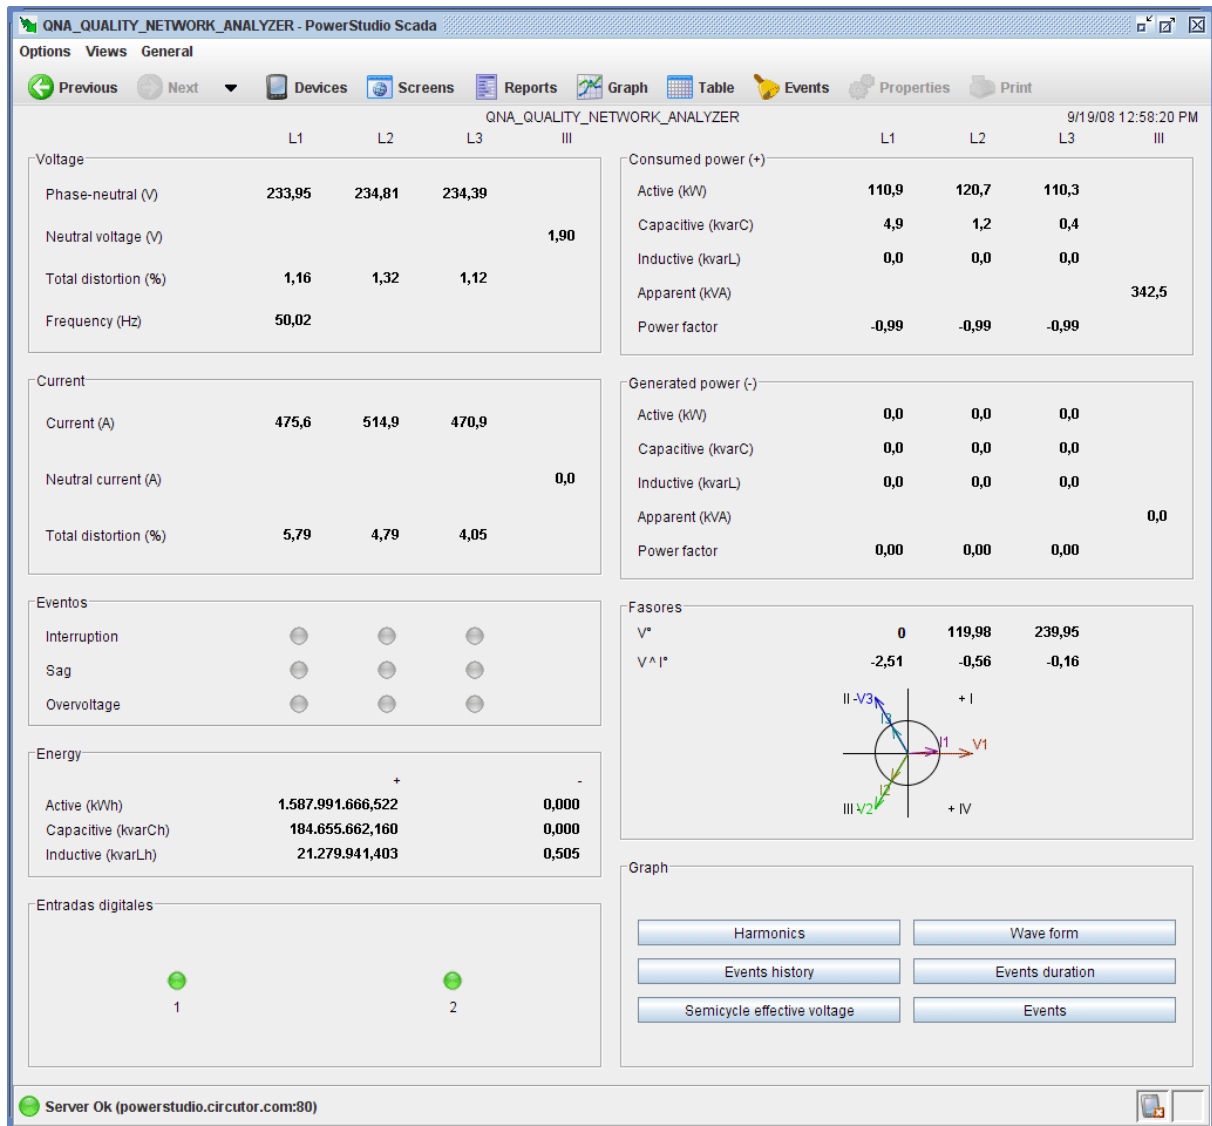 QNA_QUALITY_NETWORK_ANALYZER - PowerStudio Scada
Options Views General
Previous Next Devices Screens Reports Graph Table Events Properties Print
QNA_QUALITY_NETWORK_ANALYZER 9/19/08 12:58:20 PM
L1 L2 L3 III
Voltage
Phase-neutral (V) 233,95 234,81 234,39
Neutral voltage (V) 1,90
Total distortion (%) 1,16 1,32 1,12
Frequency (Hz) 50,02
Current
Current (A) 475,6 514,9 470,9
Neutral current (A) 0,0
Total distortion (%) 5,79 4,79 4,05
Eventos
Interruption
Sag
Overvoltage
Energy
+ -
Active (kWh) 1.587.991.666,522 0,000
Capacitive (kvarCh) 184.655.662,160 0,000
Inductive (kvarLh) 21.279.941,403 0,505
Entradas digitales
1 2
L1 L2 L3 III
Consumed power (+)
Active (kW) 110,9 120,7 110,3
Capacitive (kvarC) 4,9 1,2 0,4
Inductive (kvarL) 0,0 0,0 0,0
Apparent (kVA) 342,5
Power factor -0,99 -0,99 -0,99
Generated power (-)
Active (kW) 0,0 0,0 0,0
Capacitive (kvarC) 0,0 0,0 0,0
Inductive (kvarL) 0,0 0,0 0,0
Apparent (kVA) 0,0
Power factor 0,00 0,00 0,00
Fasores
V° 0 119,98 239,95
V ^ I° -2,51 -0,56 -0,16
II -V3 + I
I3
I1 V1
I2
III -V2 + IV
Graph
Harmonics Wave form
Events history Events duration
Semicycle effective voltage Events
Server Ok (powerstudio.circutor.com:80)